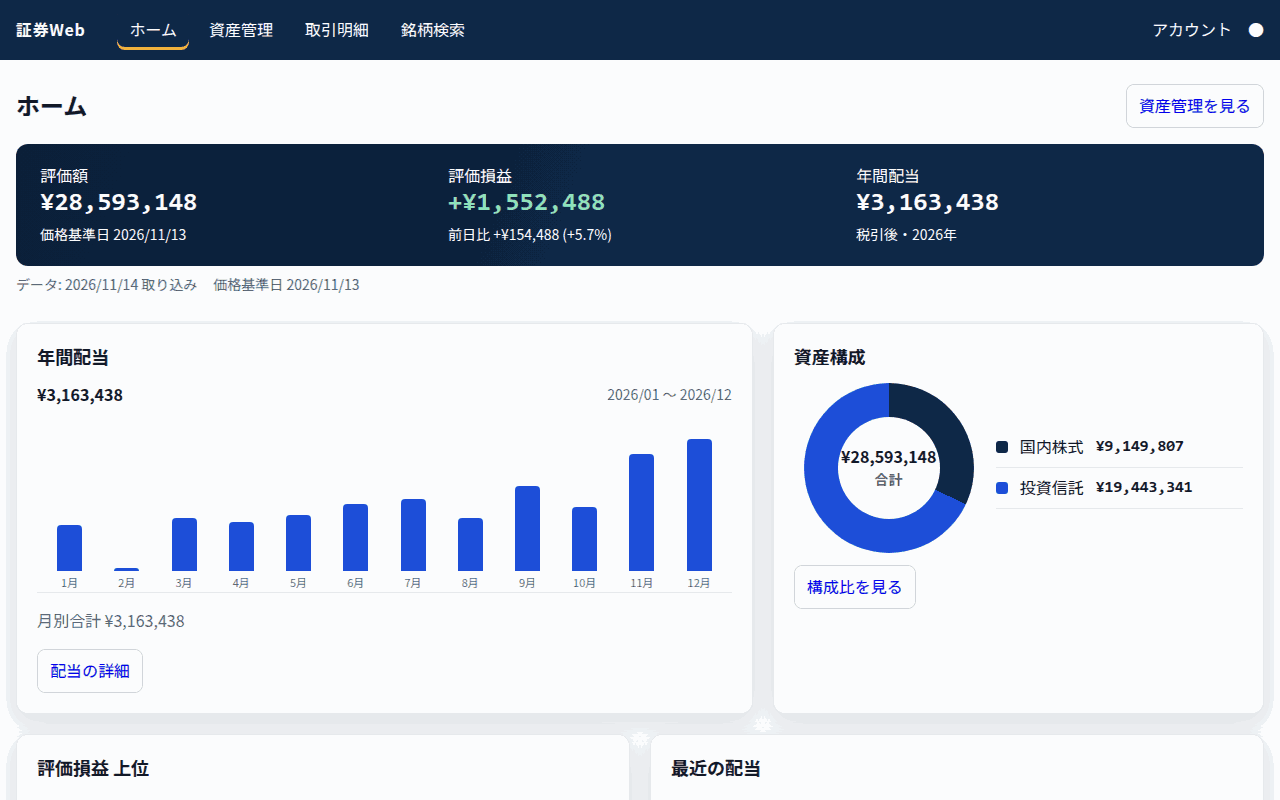 証券Web ホーム 資産管理 取引明細 銘柄検索 アカウント
ホーム
資産管理を見る
評価額
¥28,593,148
価格基準日 2026/11/13
評価損益
+¥1,552,488
前日比 +¥154,488 (+5.7%)
年間配当
¥3,163,438
税引後・2026年
データ: 2026/11/14 取り込み 価格基準日 2026/11/13
年間配当
¥3,163,438
2026/01 〜 2026/12
1月 2月 3月 4月 5月 6月 7月 8月 9月 10月 11月 12月
月別合計 ¥3,163,438
配当の詳細
資産構成
¥28,593,148
合計
国内株式 ¥9,149,807
投資信託 ¥19,443,341
構成比を見る
評価損益 上位
最近の配当